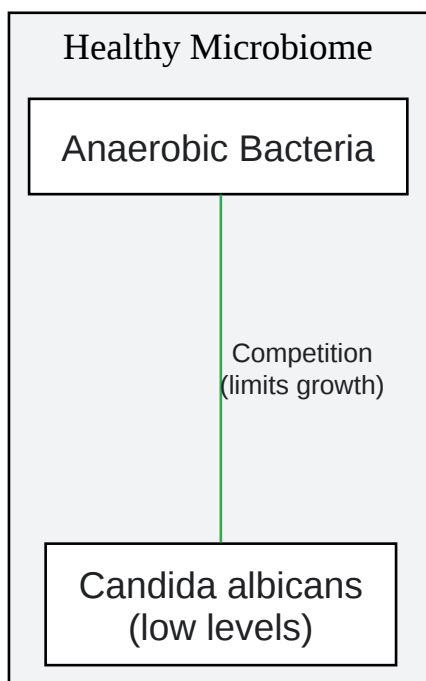 Healthy Microbiome
Anaerobic Bacteria
Competition
(limits growth)
Candida albicans
(low levels)